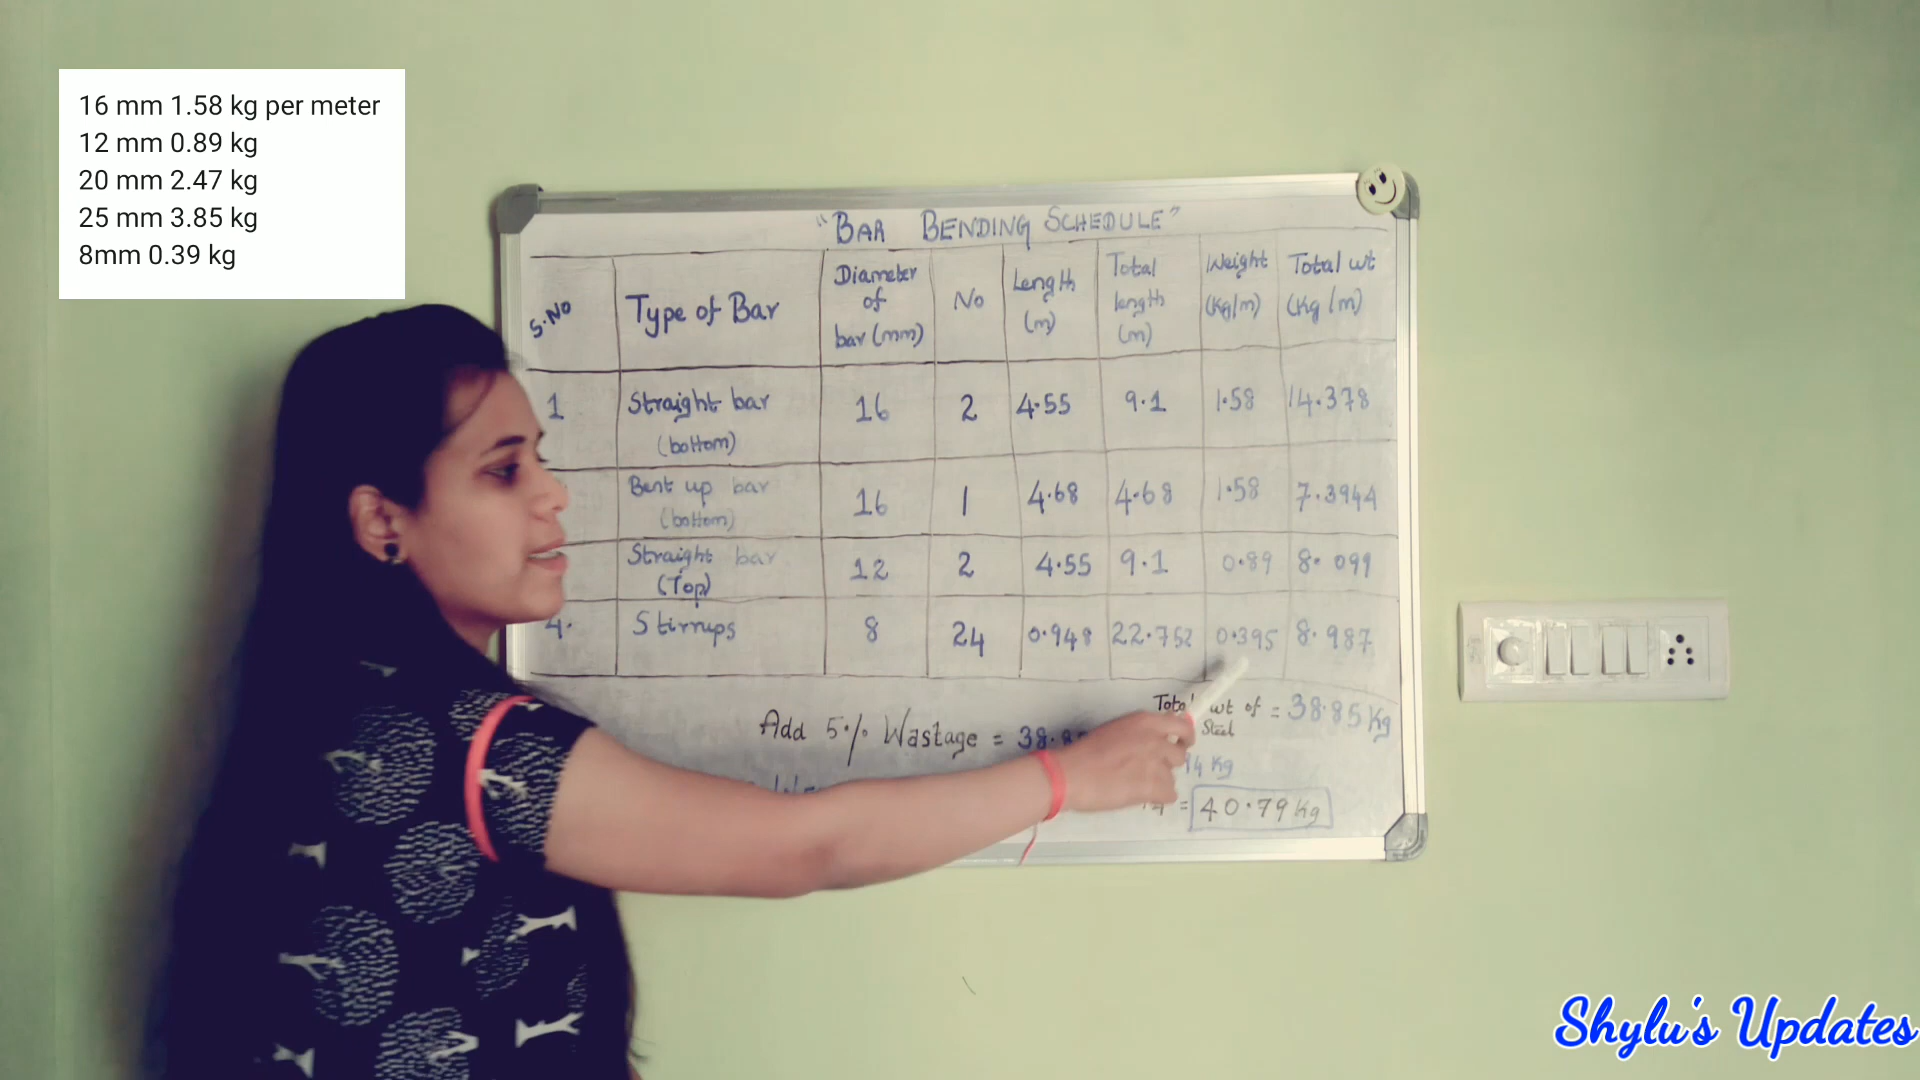 16 mm 1.58 kg per meter
12 mm 0.89 kg
20 mm 2.47 kg
25 mm 3.85 kg
8mm 0.39 kg
"BAR BENDING SCHEDULE"
S.No Type of Bar Diameter of bar (mm) No Length (m) Total length (m) Weight (Kg/m) Total wt (Kg/m)
1 Straight bar (bottom) 16 2 4.55 9.1 1.58 14.378
Bent up bar (bottom) 16 1 4.68 4.68 1.58 7.3944
Straight bar (Top) 12 2 4.55 9.1 0.89 8.099
4. Stirrups 8 24 0.948 22.752 0.395 8.987
Total wt of Steel = 38.85 Kg
Add 5% Wastage =
Kg
= 40.79 Kg
Shylu's Updates